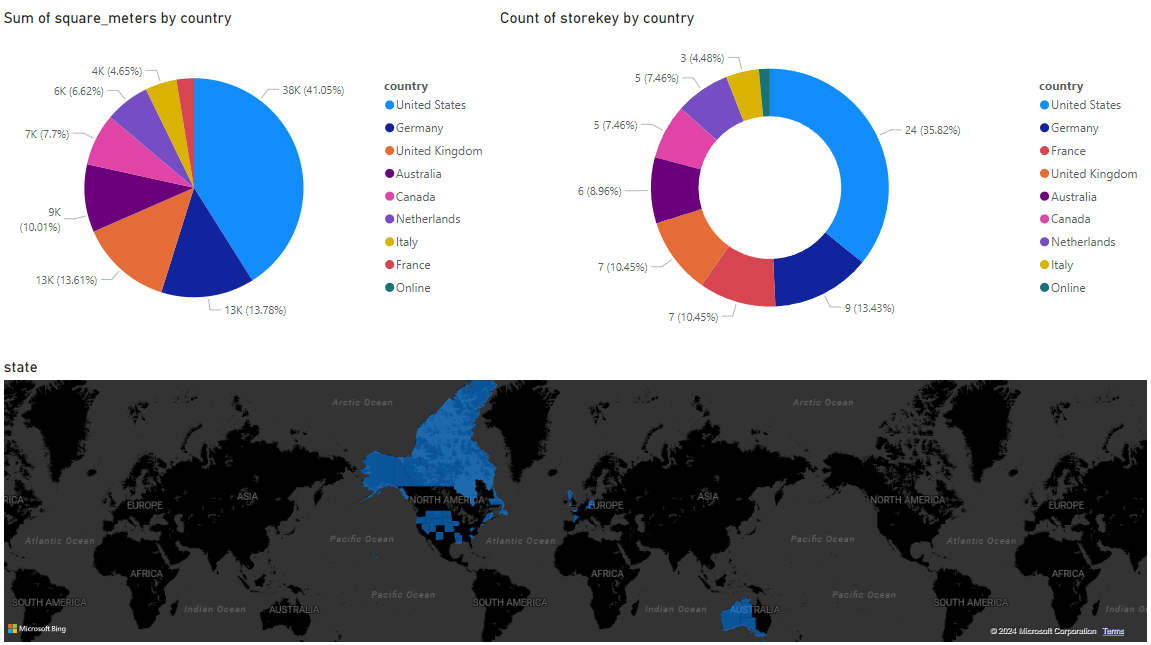 Sum of square_meters by country
4K (4.65%)
6K (6.62%)
7K (7.7%)
9K
(10.01%)
13K (13.61%)
13K (13.78%)
38K (41.05%)
country
United States
Germany
United Kingdom
Australia
Canada
Netherlands
Italy
France
Online
Count of storekey by country
3 (4.48%)
5 (7.46%)
5 (7.46%)
6 (8.96%)
7 (10.45%)
7 (10.45%)
9 (13.43%)
24 (35.82%)
country
United States
Germany
France
United Kingdom
Australia
Canada
Netherlands
Italy
Online
state
Arctic Ocean
Arctic Ocean
RICA
EUROPE
ASIA
NORTH AMERICA
EUROPE
ASIA
NORTH AMERICA
EUROPE
Atlantic Ocean
Pacific Ocean
Atlantic Ocean
Pacific Ocean
Atlantic Ocean
AFRICA
AFRICA
AFRICA
SOUTH AMERICA
Indian Ocean
AUSTRALIA
Pacific Ocean
SOUTH AMERICA
Indian Ocean
AUSTRALIA
Pacific Ocean
SOUTH AMERICA
Indian O
Microsoft Bing
© 2024 Microsoft Corporation Terms